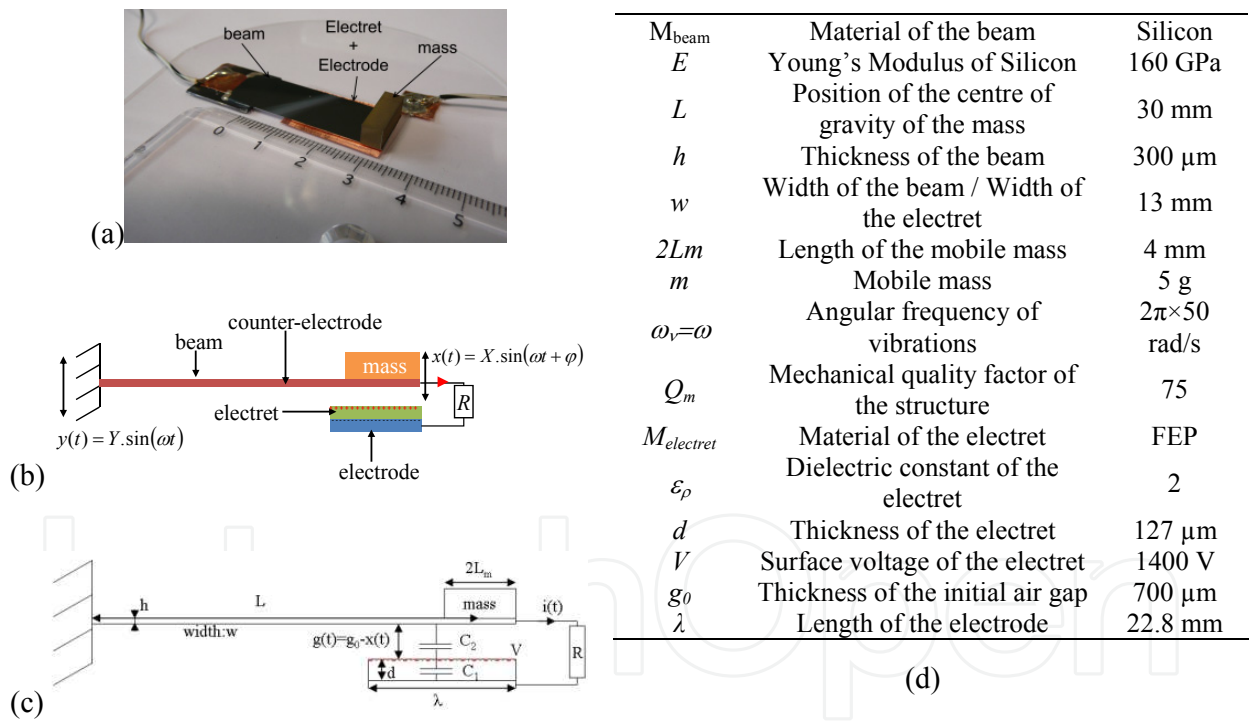 (a)
beam
Electret
+
Electrode
mass
0 1 2 3 4 5
(b)
beam
counter-electrode
mass
x(t) = X.sin(ωt + φ)
R
electret
y(t) = Y.sin(ωt)
electrode
(c)
h
L
2Lm
mass
i(t)
width:w
g(t)=g0-x(t)
C2
V
R
d
C1
λ
Mbeam Material of the beam Silicon
E Young's Modulus of Silicon 160 GPa
L Position of the centre of gravity of the mass 30 mm
h Thickness of the beam 300 µm
w Width of the beam / Width of the electret 13 mm
2Lm Length of the mobile mass 4 mm
m Mobile mass 5 g
ωv=ω Angular frequency of vibrations 2π×50 rad/s
Qm Mechanical quality factor of the structure 75
Melectret Material of the electret FEP
ερ Dielectric constant of the electret 2
d Thickness of the electret 127 µm
V Surface voltage of the electret 1400 V
g0 Thickness of the initial air gap 700 µm
λ Length of the electrode 22.8 mm
(d)